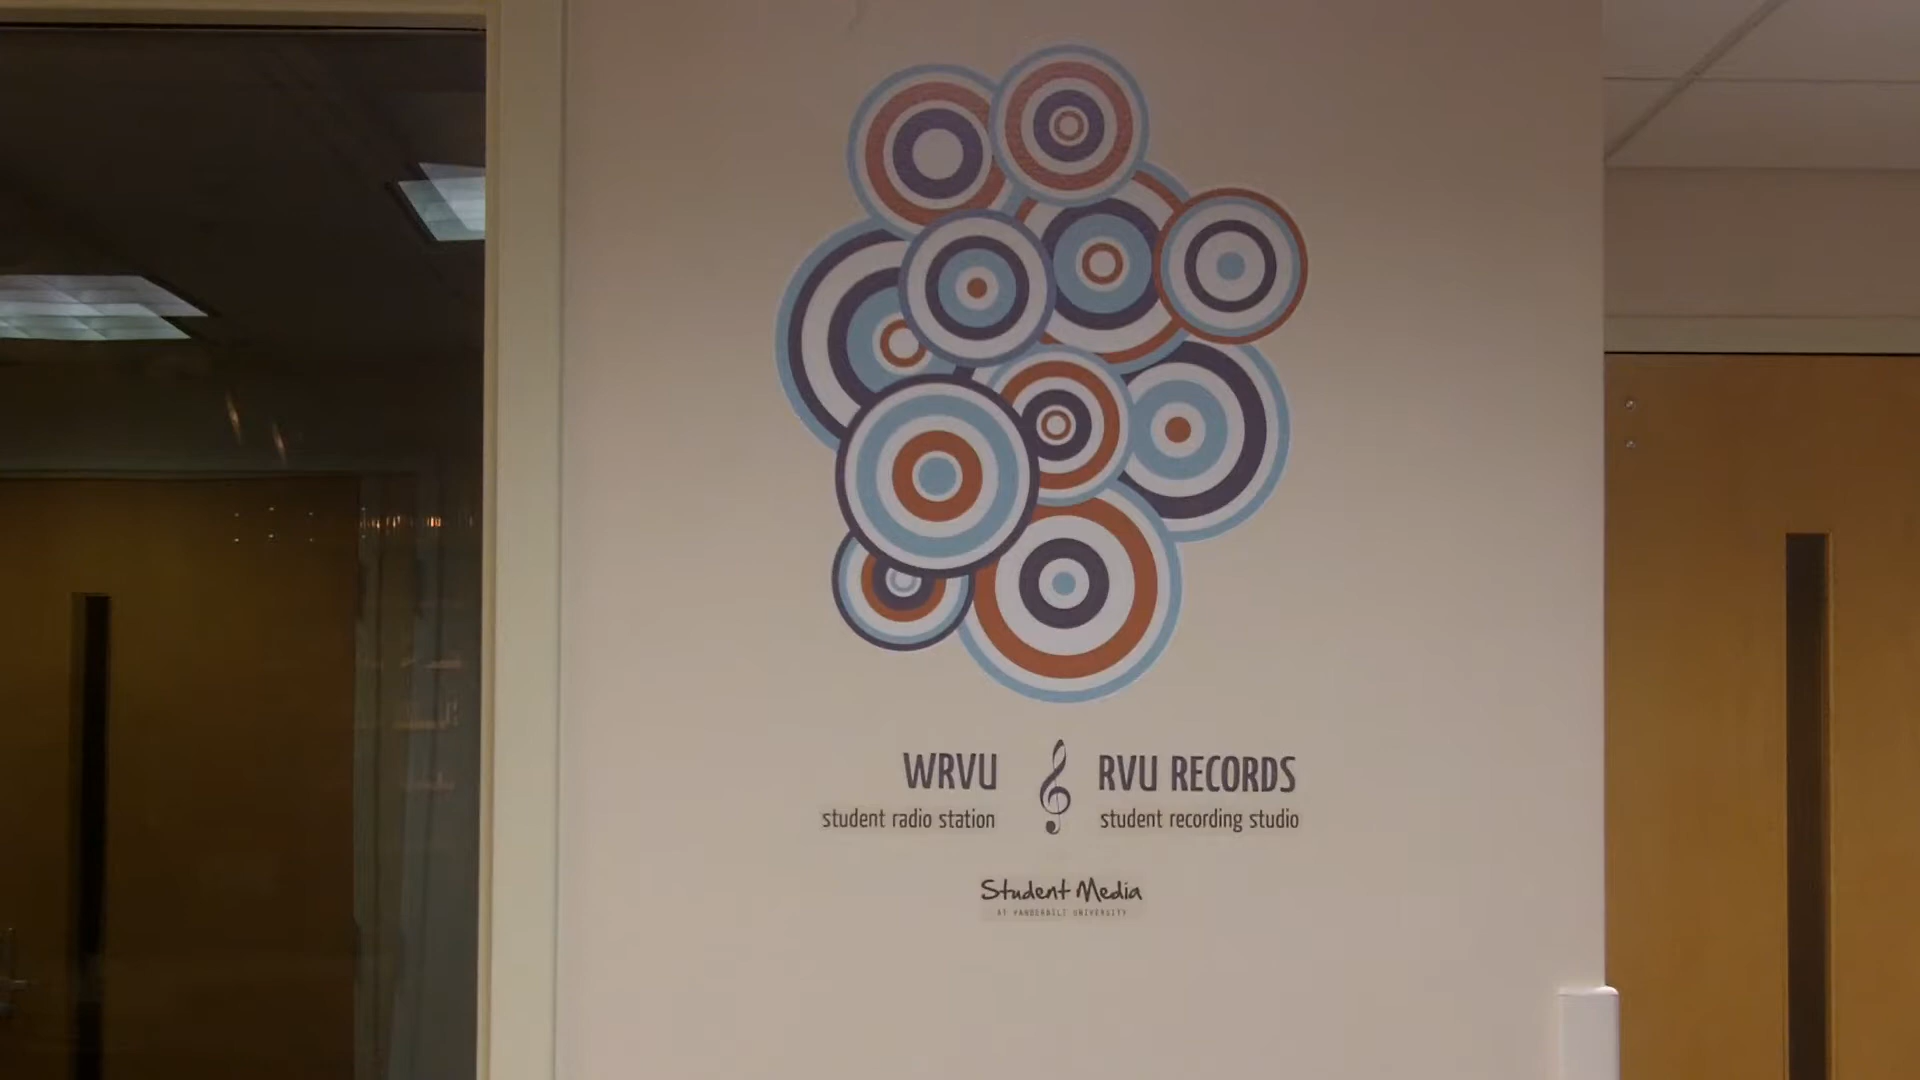 WRVU
student radio station
RVU RECORDS
student recording studio
Student Media
AT VANDERBILT UNIVERSITY